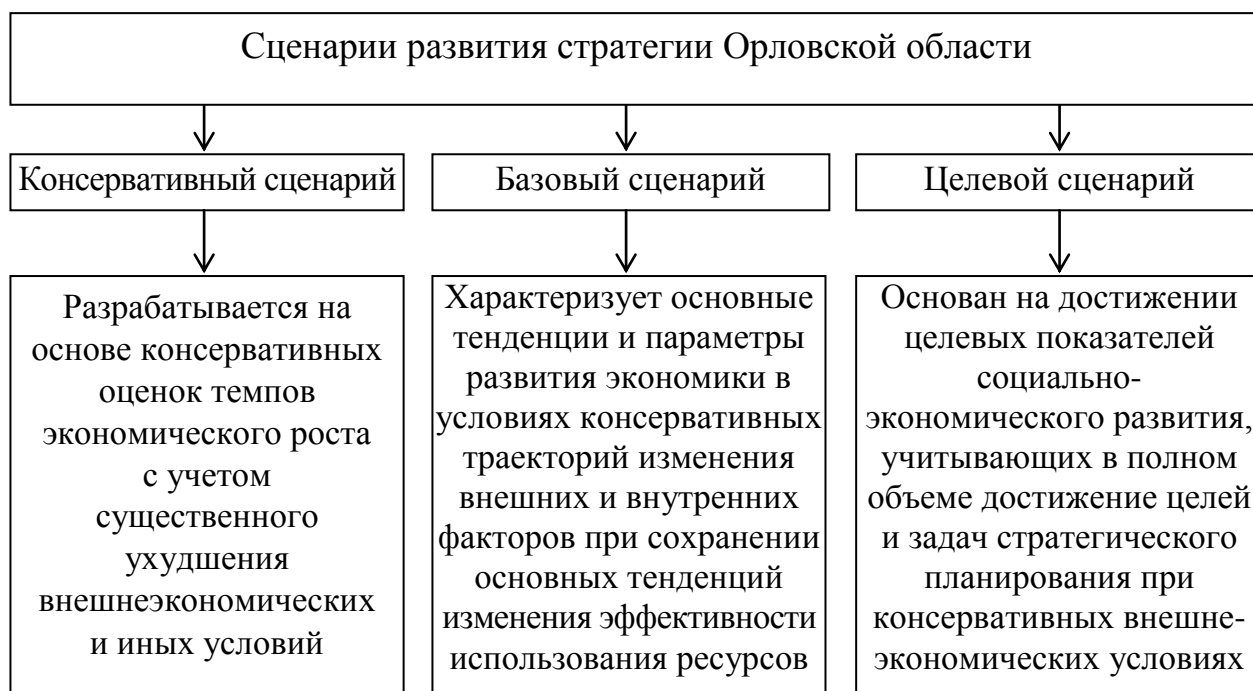 Сценарии развития стратегии Орловской области
Консервативный сценарий
Базовый сценарий
Целевой сценарий
Разрабатывается на
основе консервативных
оценок темпов
экономического роста
с учетом
существенного
ухудшения
внешнеэкономических
и иных условий
Характеризует основные
тенденции и параметры
развития экономики в
условиях консервативных
траекторий изменения
внешних и внутренних
факторов при сохранении
основных тенденций
изменения эффективности
использования ресурсов
Основан на достижении
целевых показателей
социально-
экономического развития,
учитывающих в полном
объеме достижение целей
и задач стратегического
планирования при
консервативных внешне-
экономических условиях